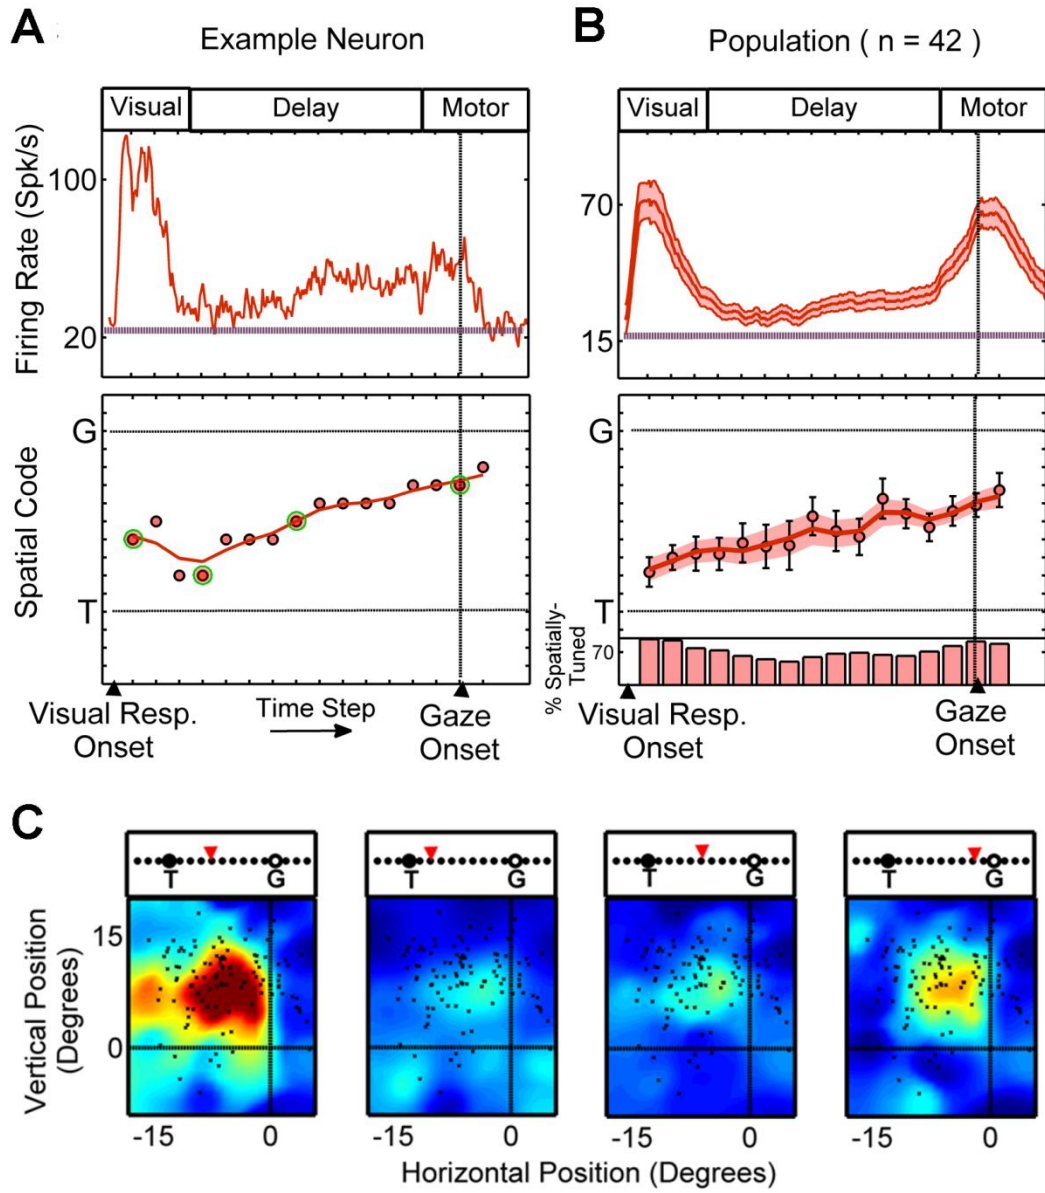 A
Example Neuron
Visual
Delay
Motor
Firing Rate (Spk/s)
100
20
Spatial Code
G
T
Visual Resp.
Onset
Time Step
Gaze
Onset
B
Population ( n = 42 )
Visual
Delay
Motor
70
15
G
T
% Spatially-
Tuned
70
Visual Resp.
Onset
Gaze
Onset
C
T
G
T
G
T
G
T
G
Vertical Position
(Degrees)
15
0
-15
0
-15
0
-15
0
-15
0
Horizontal Position (Degrees)